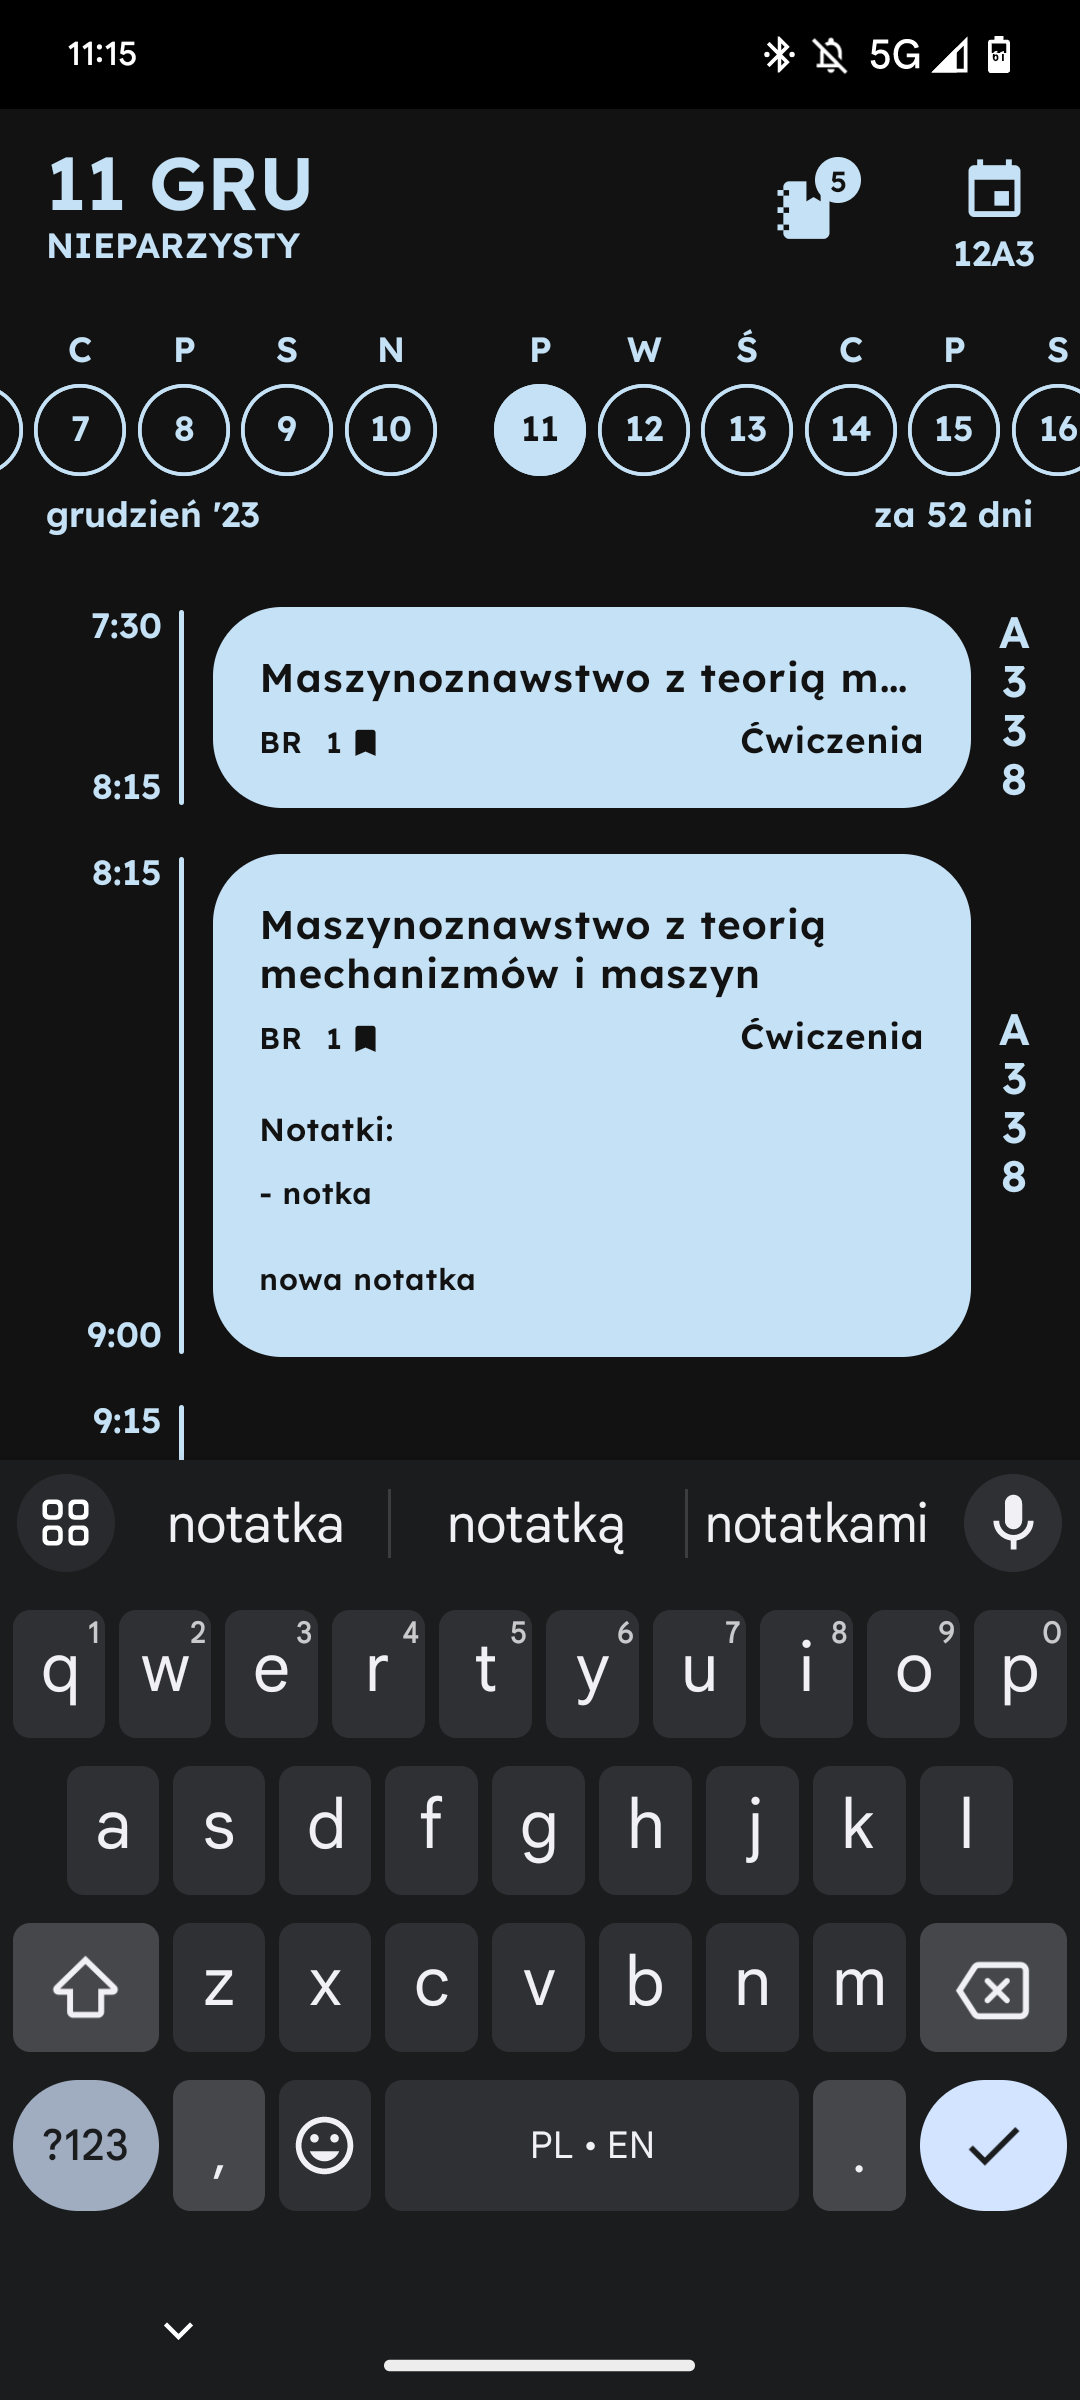 11:15
5G
61
11 GRU
NIEPARZYSTY
5
12A3
C P S N P W Ś C P S
7 8 9 10 11 12 13 14 15 16
grudzień '23
za 52 dni
7:30
Maszynoznawstwo z teorią m...
BR 1
Ćwiczenia
8:15
A
3
3
8
8:15
Maszynoznawstwo z teorią
mechanizmów i maszyn
BR 1
Ćwiczenia
Notatki:
- notka
nowa notatka
9:00
A
3
3
8
9:15
notatka notatką notatkami
1 2 3 4 5 6 7 8 9 0
q w e r t y u i o p
a s d f g h j k l
z x c v b n m
?123 , PL • EN .